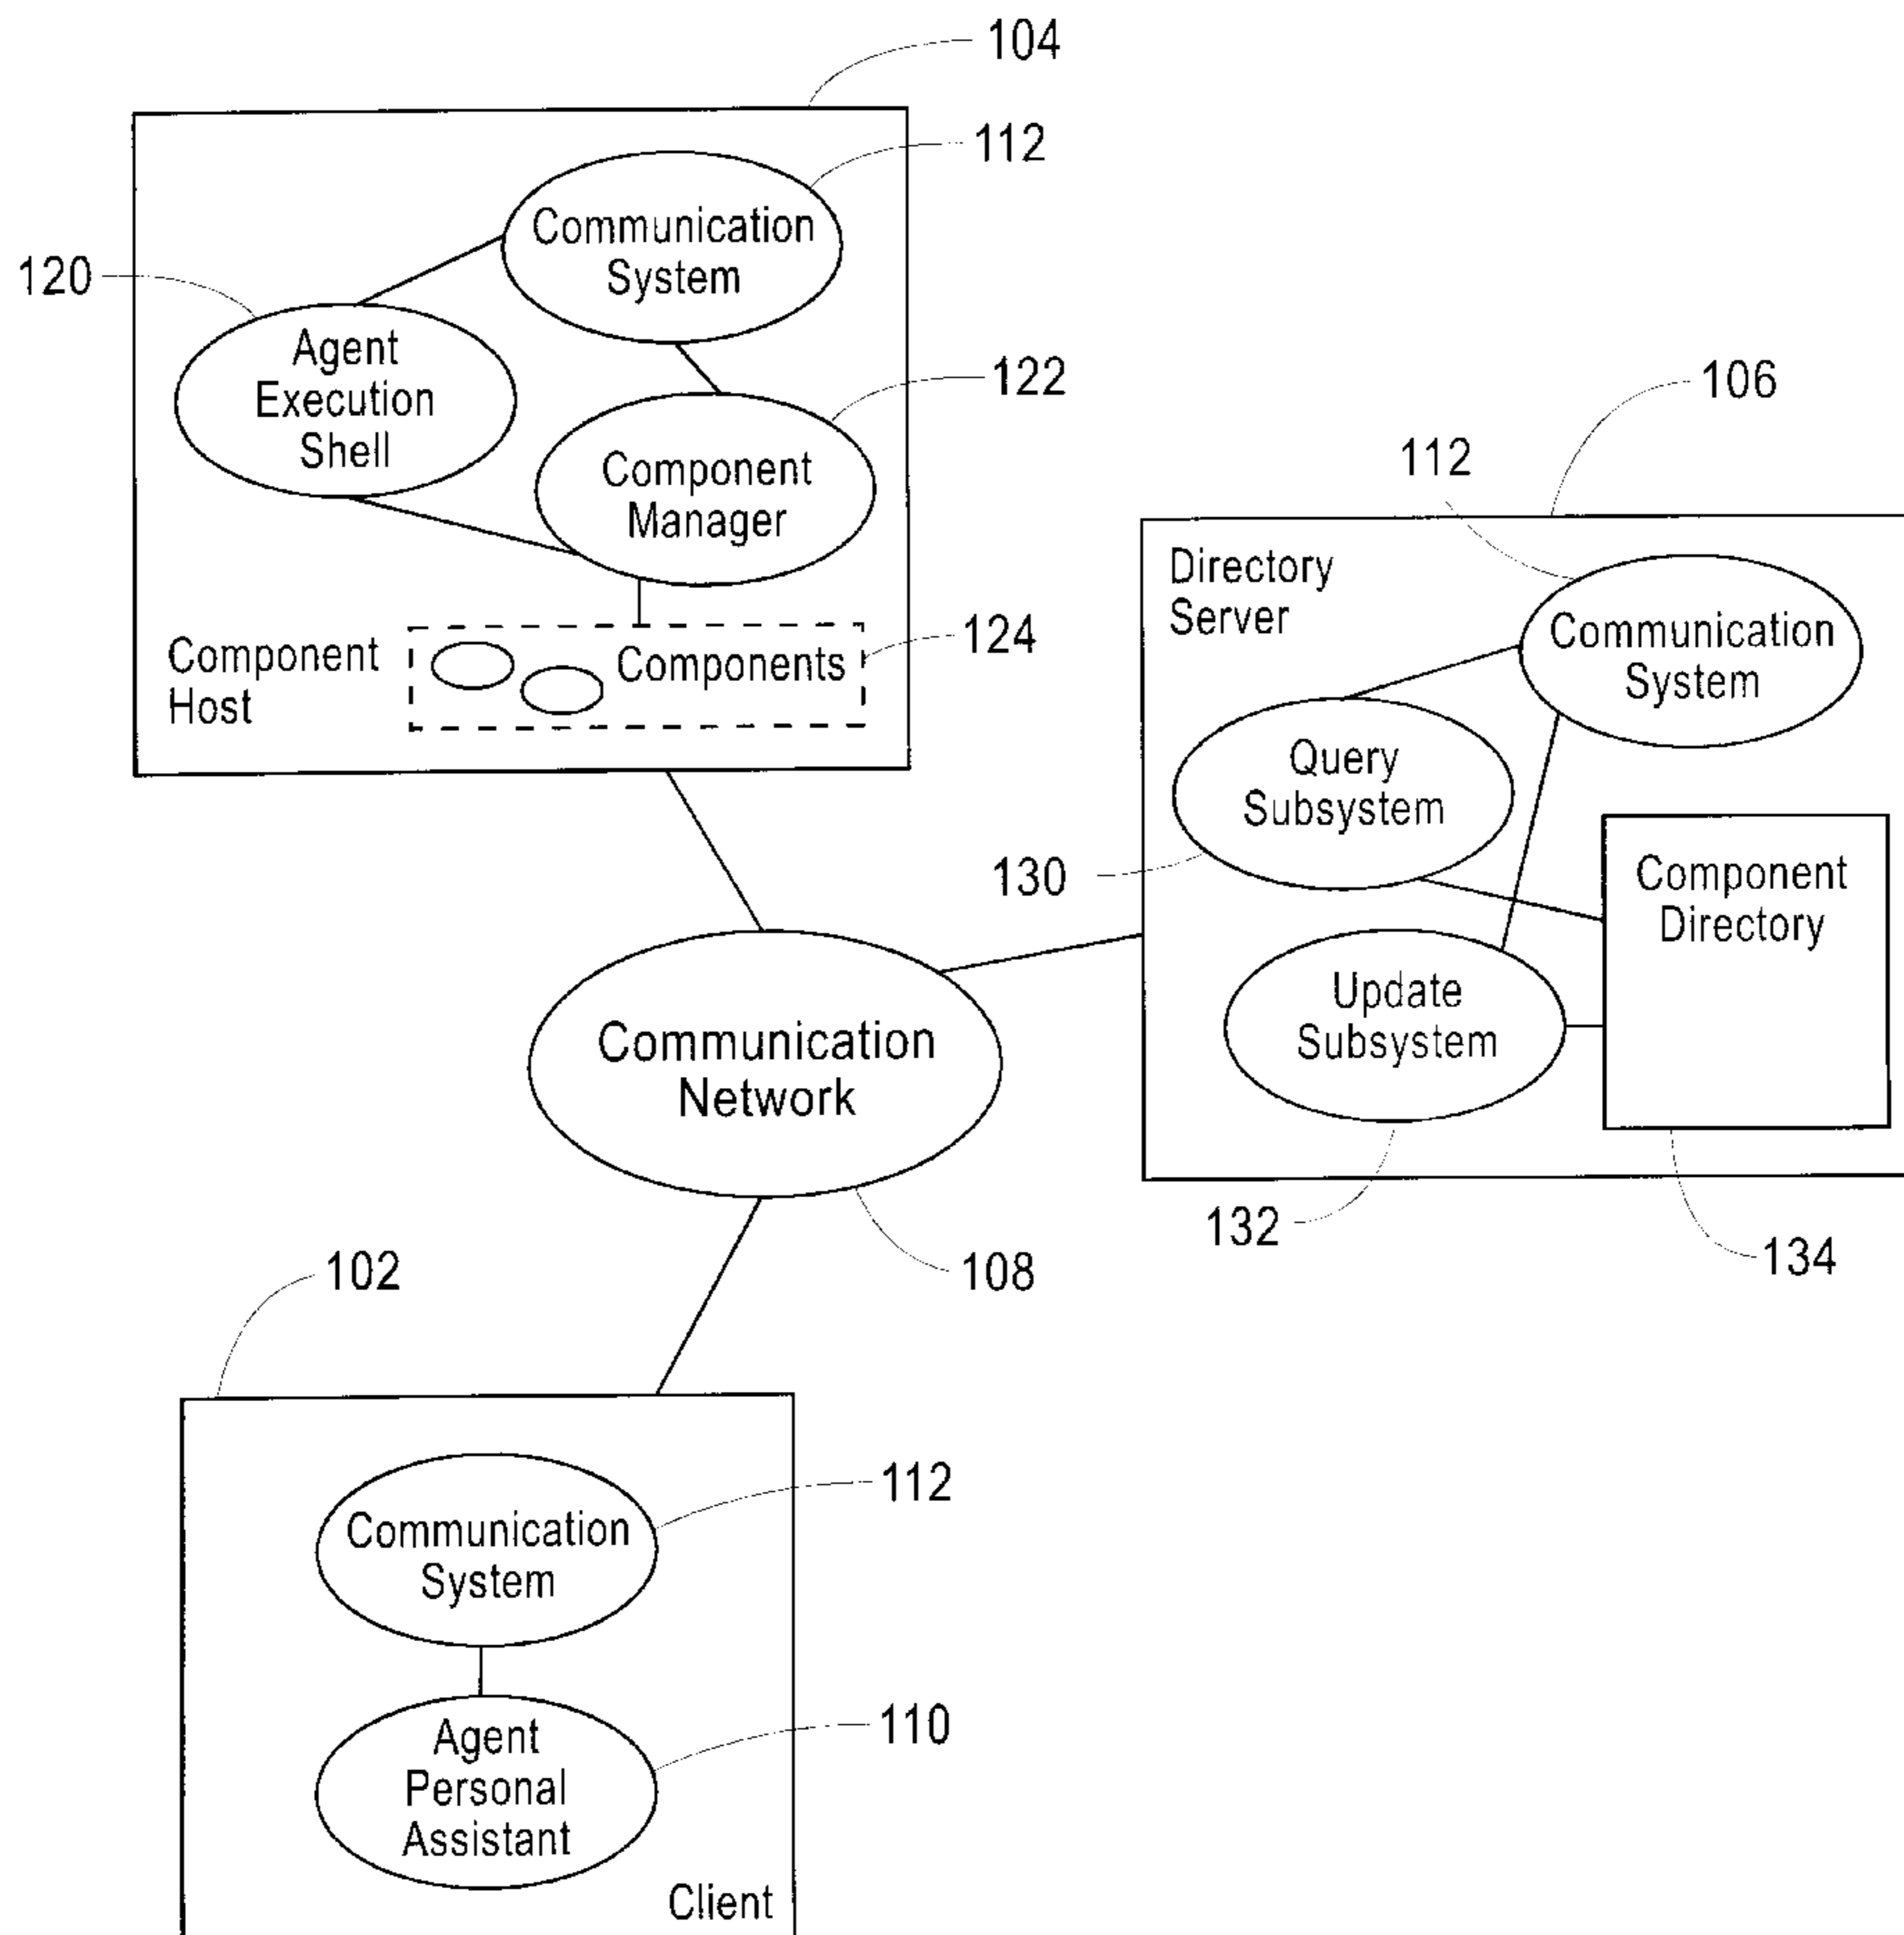 104
112
Communication
System
120
Agent
Execution
Shell
122
Component
Manager
Component
Host
Components
124
106
112
Directory
Server
Communication
System
Query
Subsystem
130
Component
Directory
Update
Subsystem
132
134
Communication
Network
108
102
112
Communication
System
110
Agent
Personal
Assistant
Client